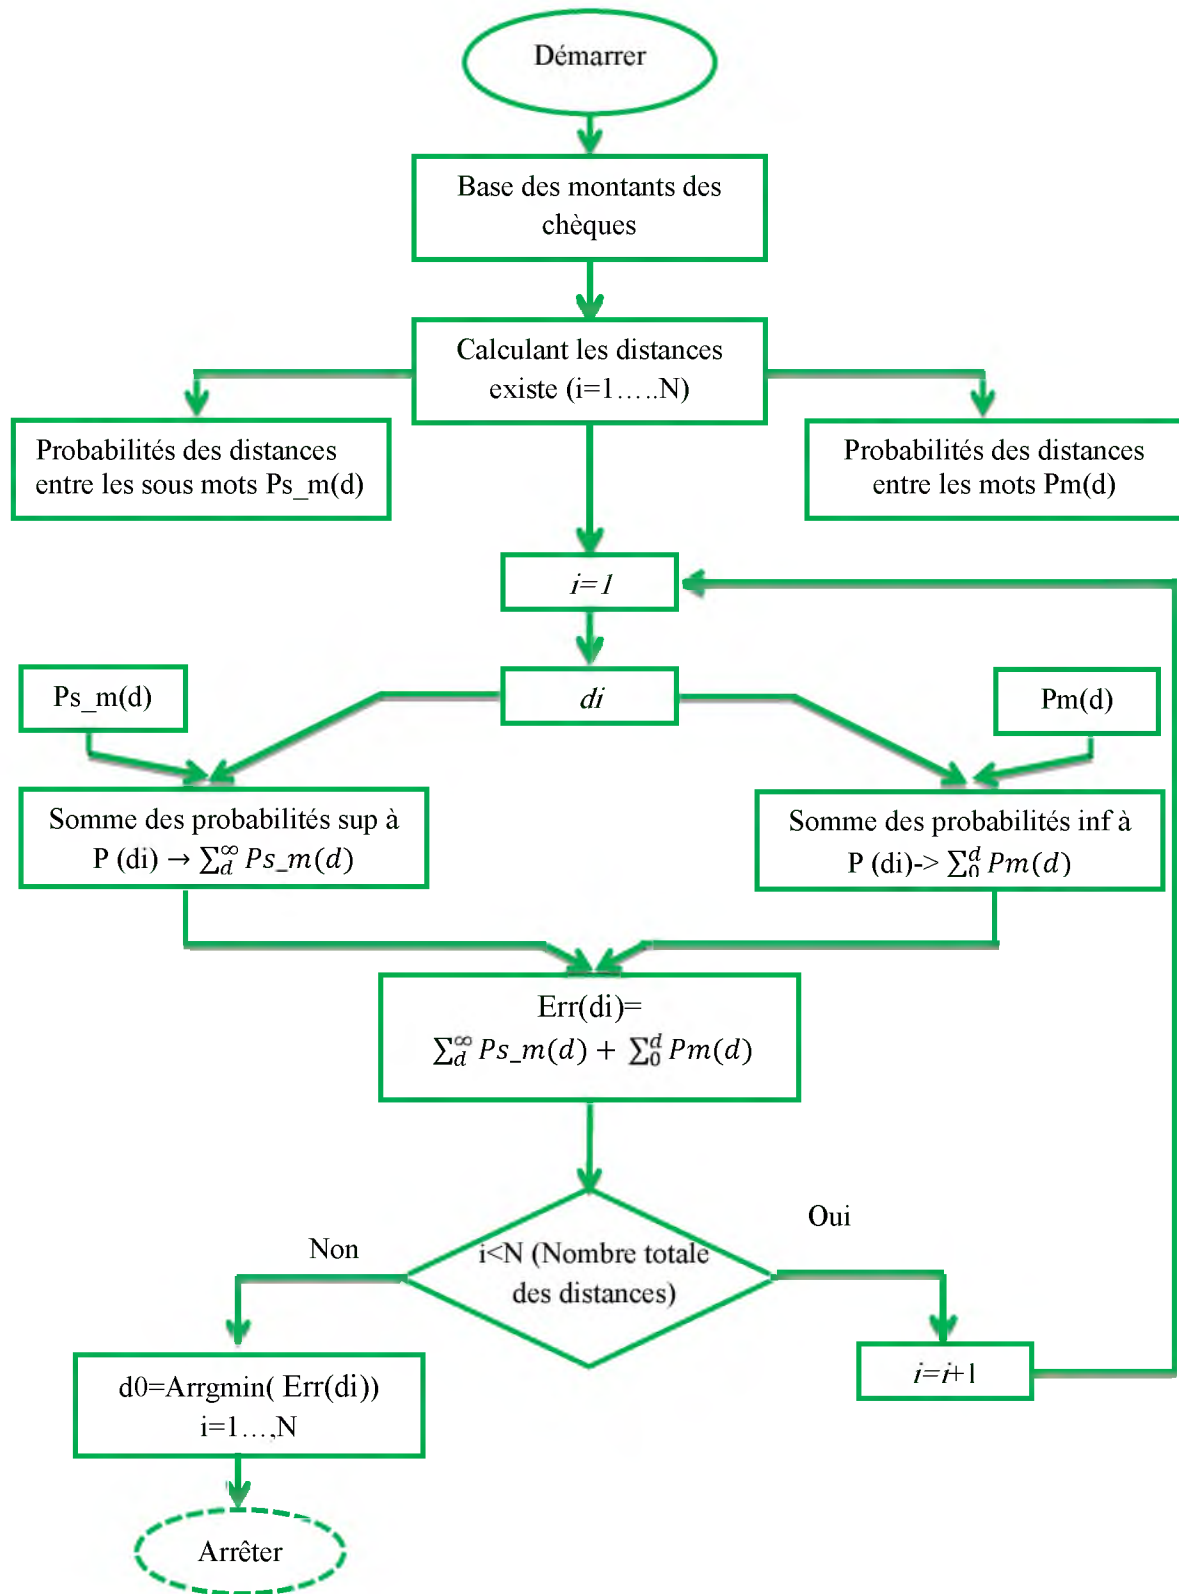 Démarrer
Base des montants des
chèques
Calculant les distances
existe (i=1…..N)
Probabilités des distances
entre les sous mots Ps_m(d)
Probabilités des distances
entre les mots Pm(d)
i=1
di
Ps_m(d)
Pm(d)
Somme des probabilités sup à
P (di) → ∑_d^∞ Ps_m(d)
Somme des probabilités inf à
P (di)-> ∑_0^d Pm(d)
Err(di)=
∑_d^∞ Ps_m(d) + ∑_0^d Pm(d)
Oui
Non
i<N (Nombre totale
des distances)
i=i+1
d0=Arrgmin( Err(di))
i=1…,N
Arrêter